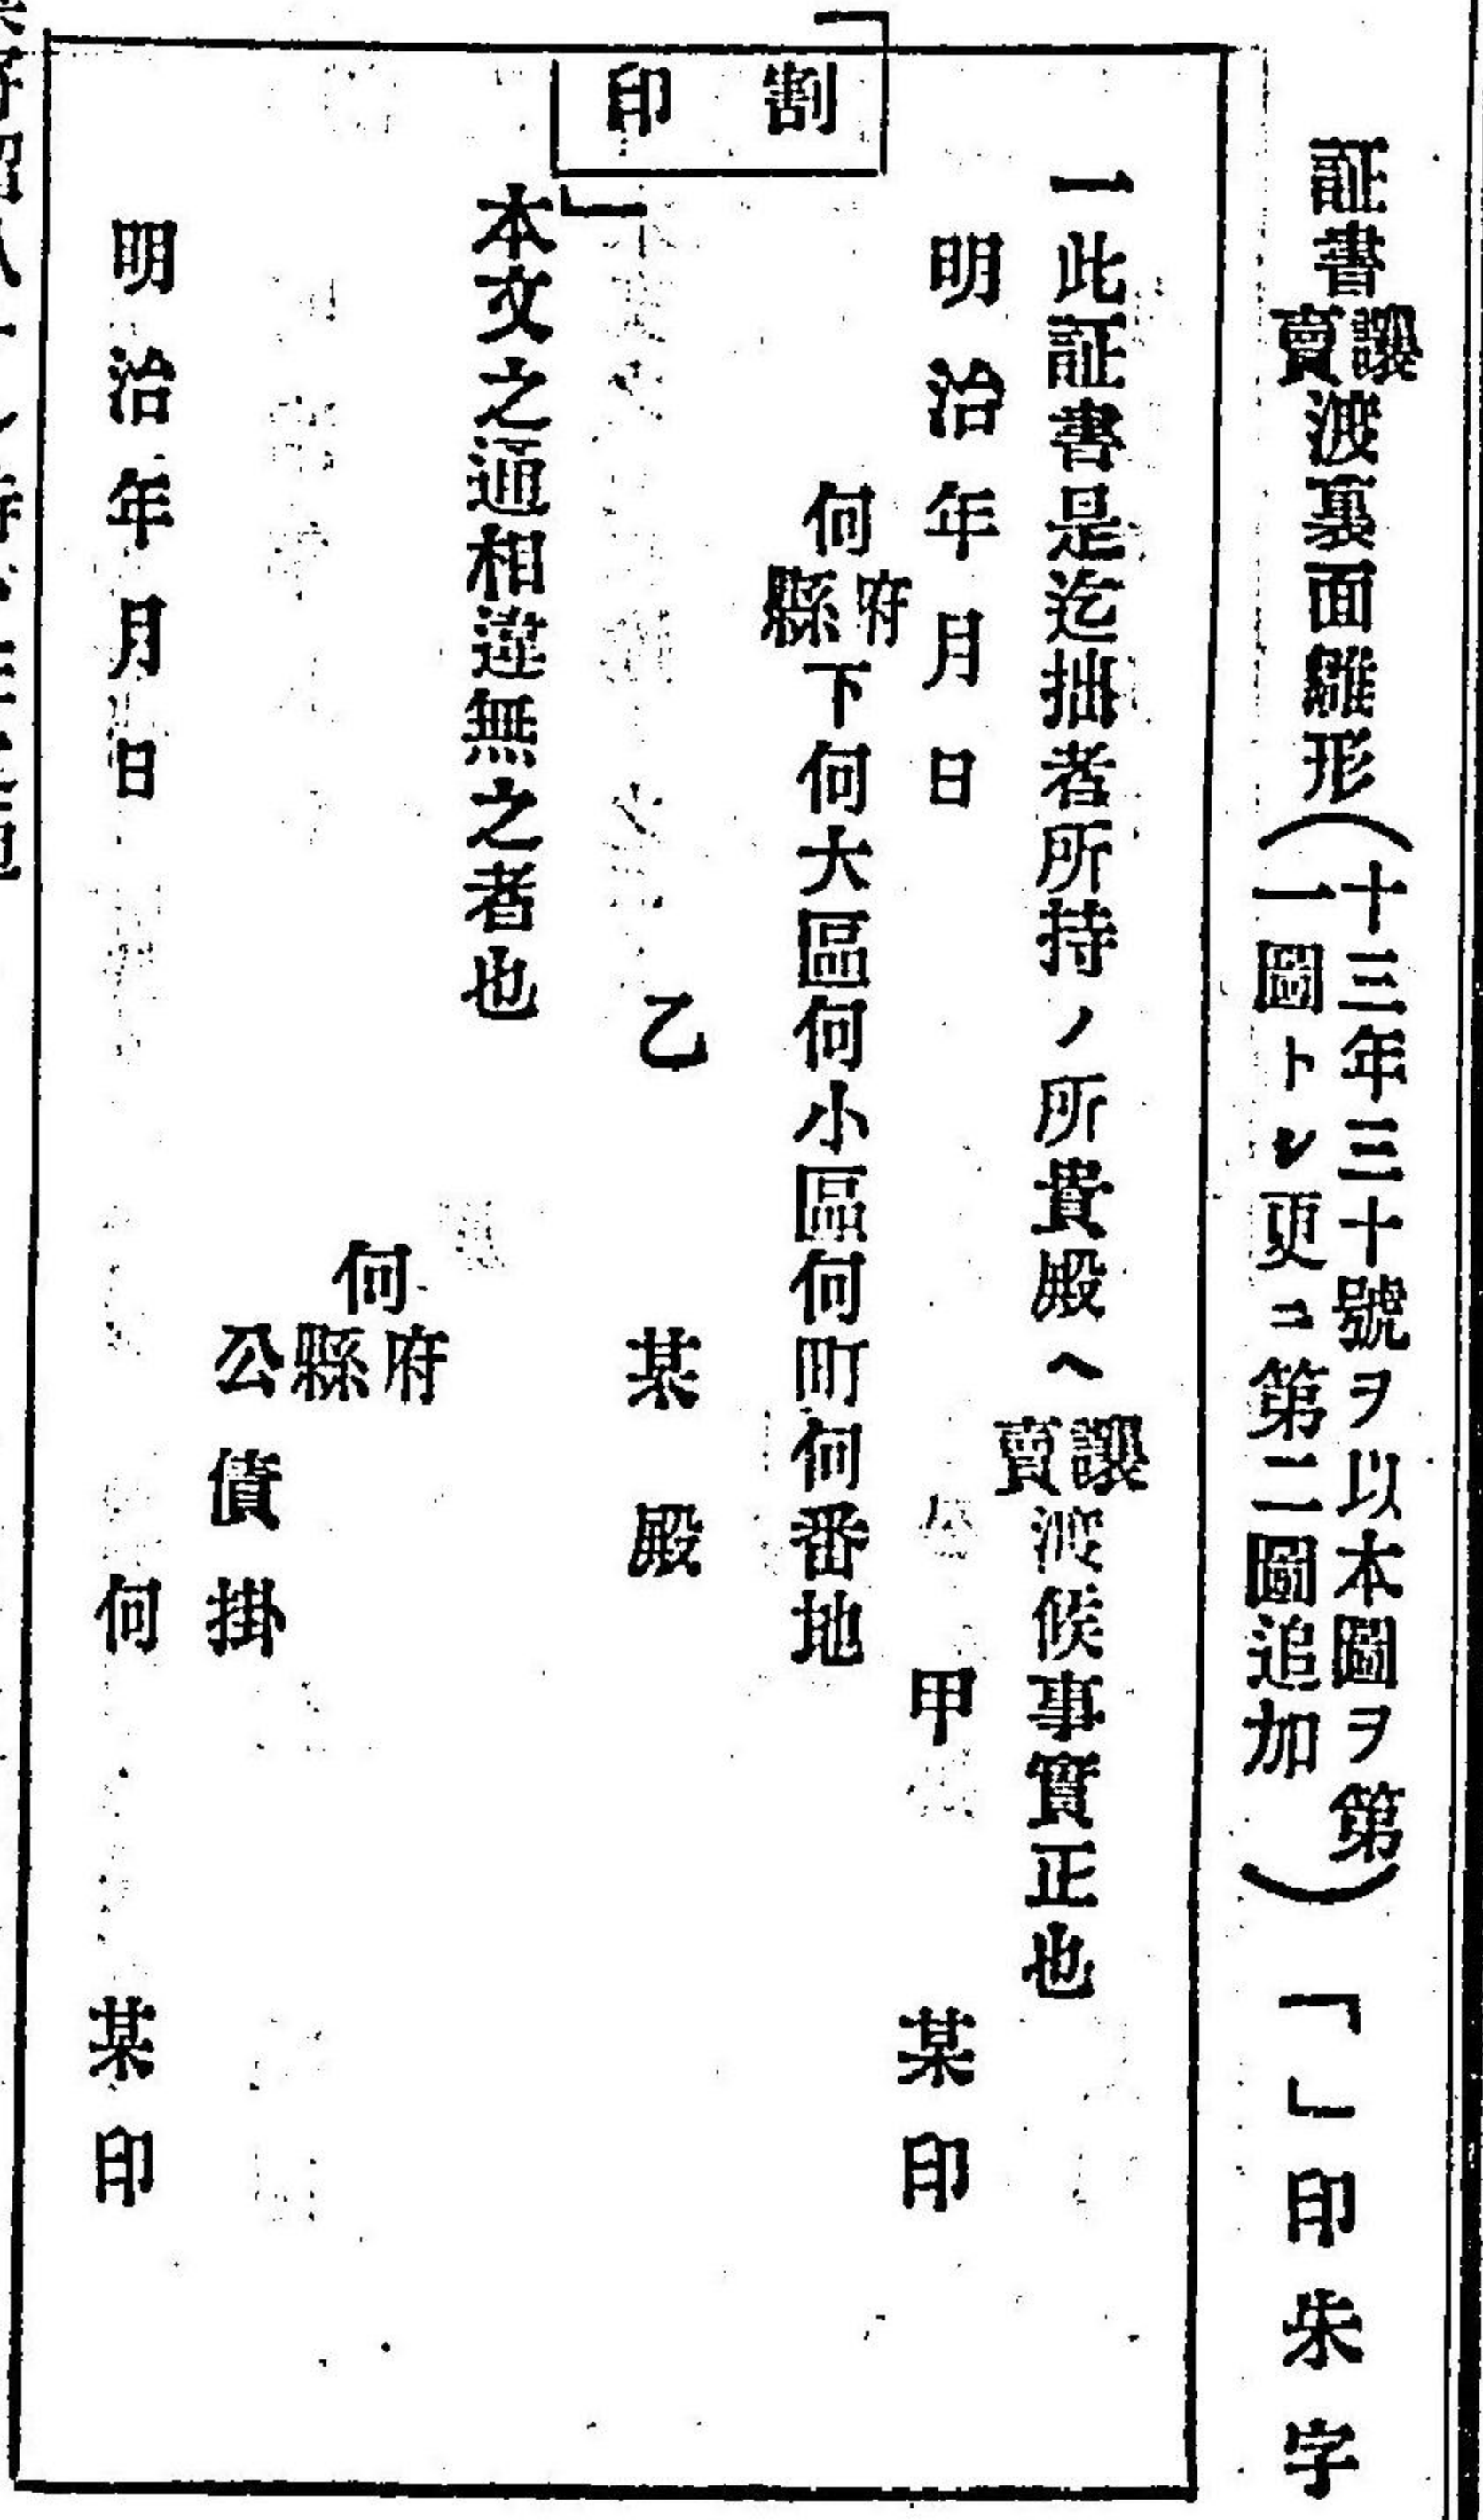 証書讓賣渡裏面雛形（十三年三十號ヲ以本圖ヲ第一圖トシ更ニ第二圖追加）「」印朱字
一此証書是迄拙者所持ノ所貴殿ヘ讓賣渡候事實正也
明治年月日 甲 某印
何府縣下何大區何小區何町何番地
乙 某殿
「割印」
本文之通相違無之者也
何府縣
公債掛
明治年月日 何 某印